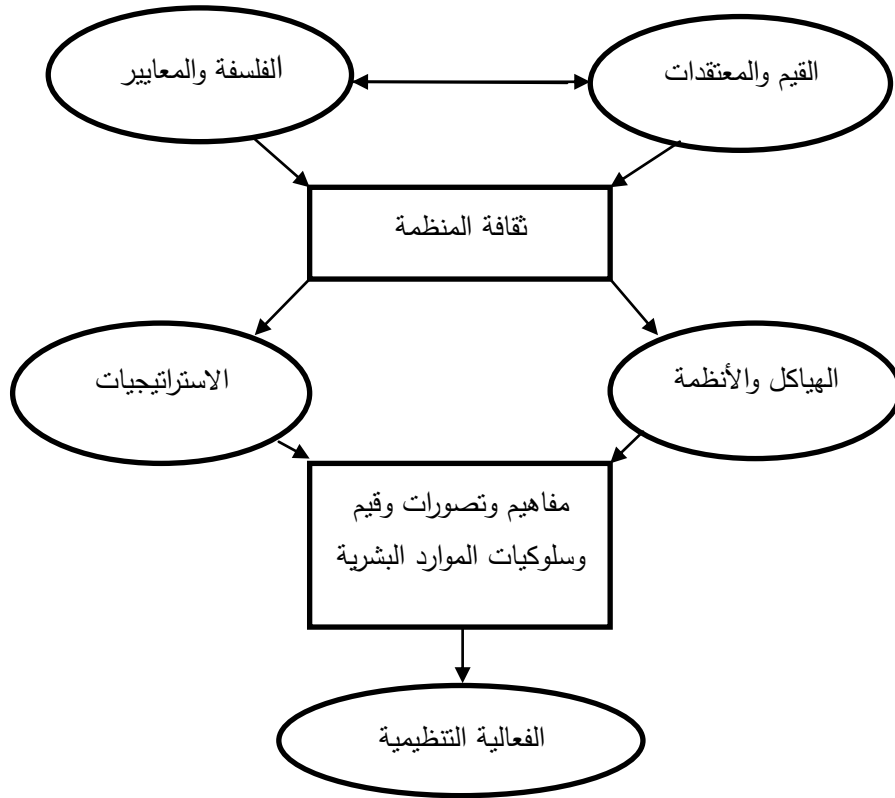 القيم والمعتقدات
الفلسفة والمعايير
ثقافة المنظمة
الهياكل والأنظمة
الاستراتيجيات
مفاهيم وتصورات وقيم
وسلوكيات الموارد البشرية
الفعالية التنظيمية